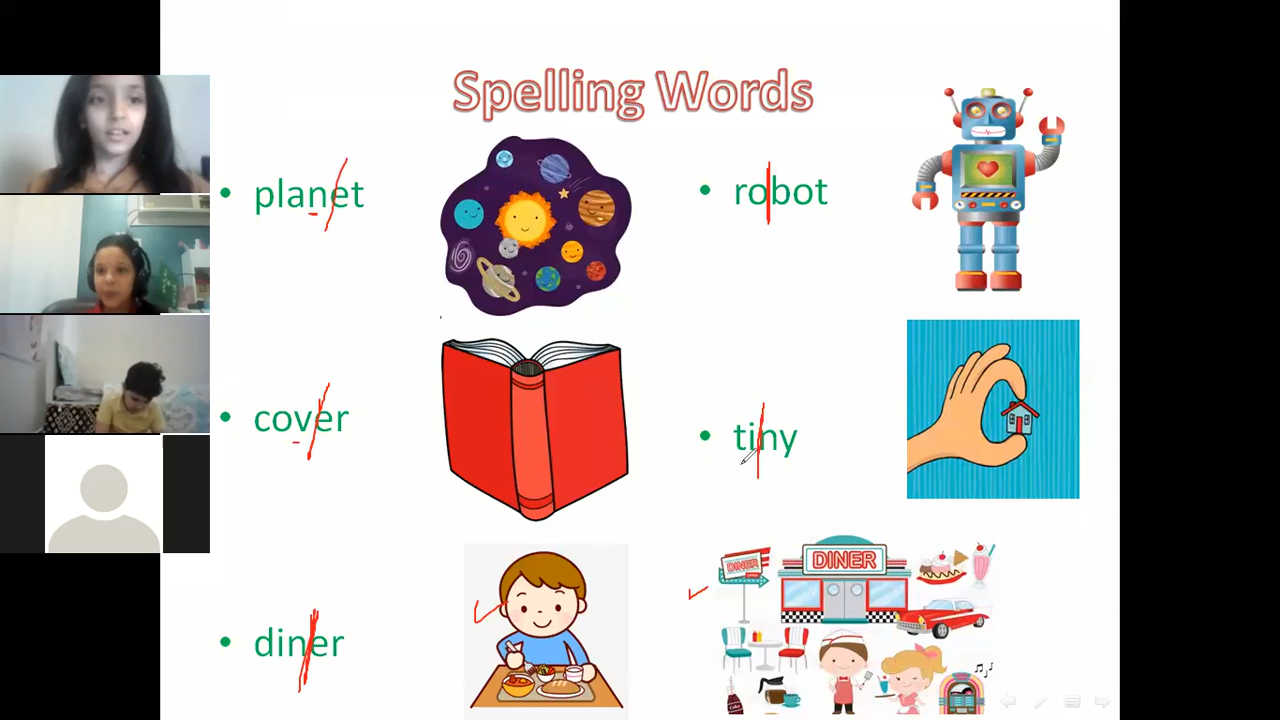 Spelling Words
• planet
• robot
• cover
• tiny
• diner
DINER
DINER